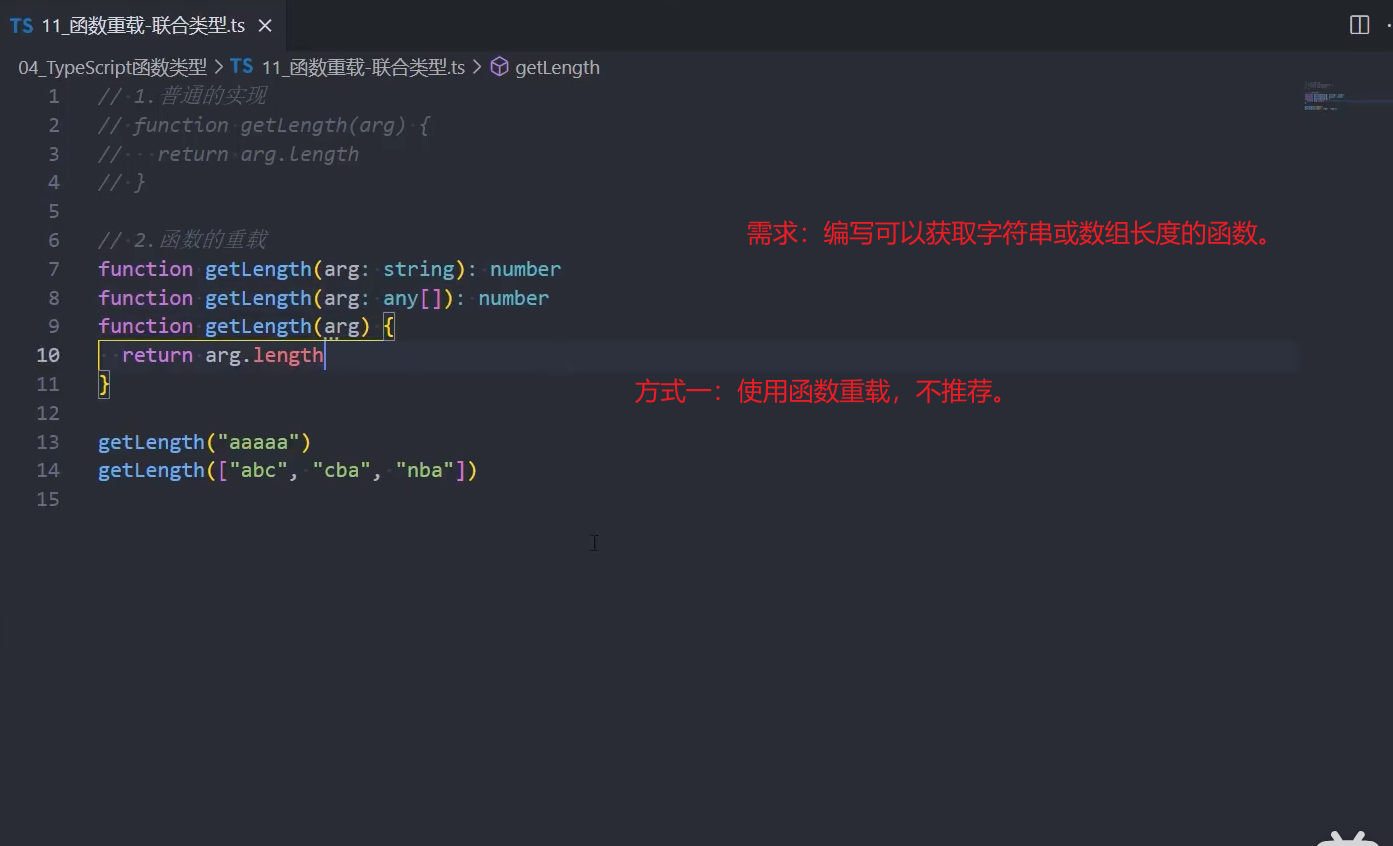 TS 11_函数重载-联合类型.ts ×
04_TypeScript函数类型 > TS 11_函数重载-联合类型.ts > getLength
1 // 1.普通的实现
2 // function getLength(arg) {
3 //   return arg.length
4 // }
5
6 // 2.函数的重载
需求：编写可以获取字符串或数组长度的函数。
7 function getLength(arg: string): number
8 function getLength(arg: any[]): number
9 function getLength(arg) {
10   return arg.length
11 }
方式一：使用函数重载，不推荐。
12
13 getLength("aaaaa")
14 getLength(["abc", "cba", "nba"])
15